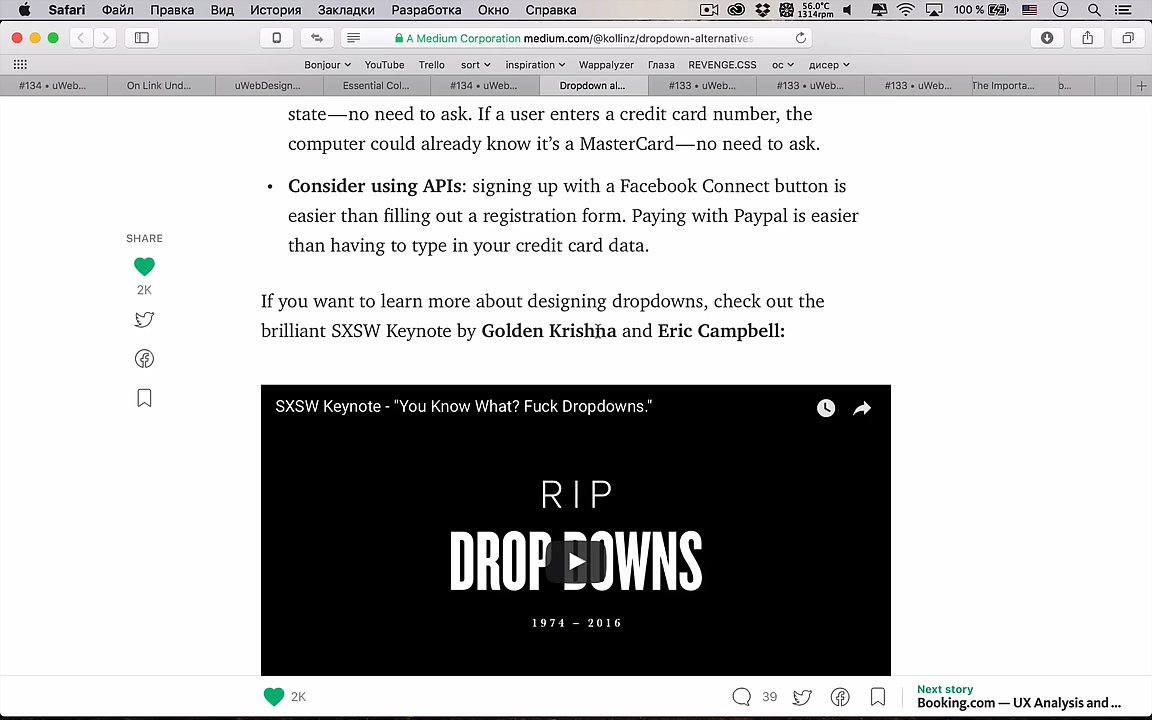 Safari Файл Правка Вид История Закладки Разработка Окно Справка 56.0°C 1314rpm 100 %
A Medium Corporation medium.com/@kollinz/dropdown-alternatives
Bonjour YouTube Trello sort inspiration Wappalyzer Глаза REVENGE.CSS ос дисер
#134 • uWeb... On Link Und... uWebDesign... Essential Col... #134 • uWeb... Dropdown al... #133 • uWeb... #133 • uWeb... #133 • uWeb... The Importa... b...
state—no need to ask. If a user enters a credit card number, the
computer could already know it’s a MasterCard—no need to ask.
• Consider using APIs: signing up with a Facebook Connect button is
easier than filling out a registration form. Paying with Paypal is easier
than having to type in your credit card data.
SHARE
2K
If you want to learn more about designing dropdowns, check out the
brilliant SXSW Keynote by Golden Krishna and Eric Campbell:
SXSW Keynote - "You Know What? Fuck Dropdowns."
RIP
DROP DOWNS
1974 – 2016
2K 39
Next story
Booking.com — UX Analysis and ...